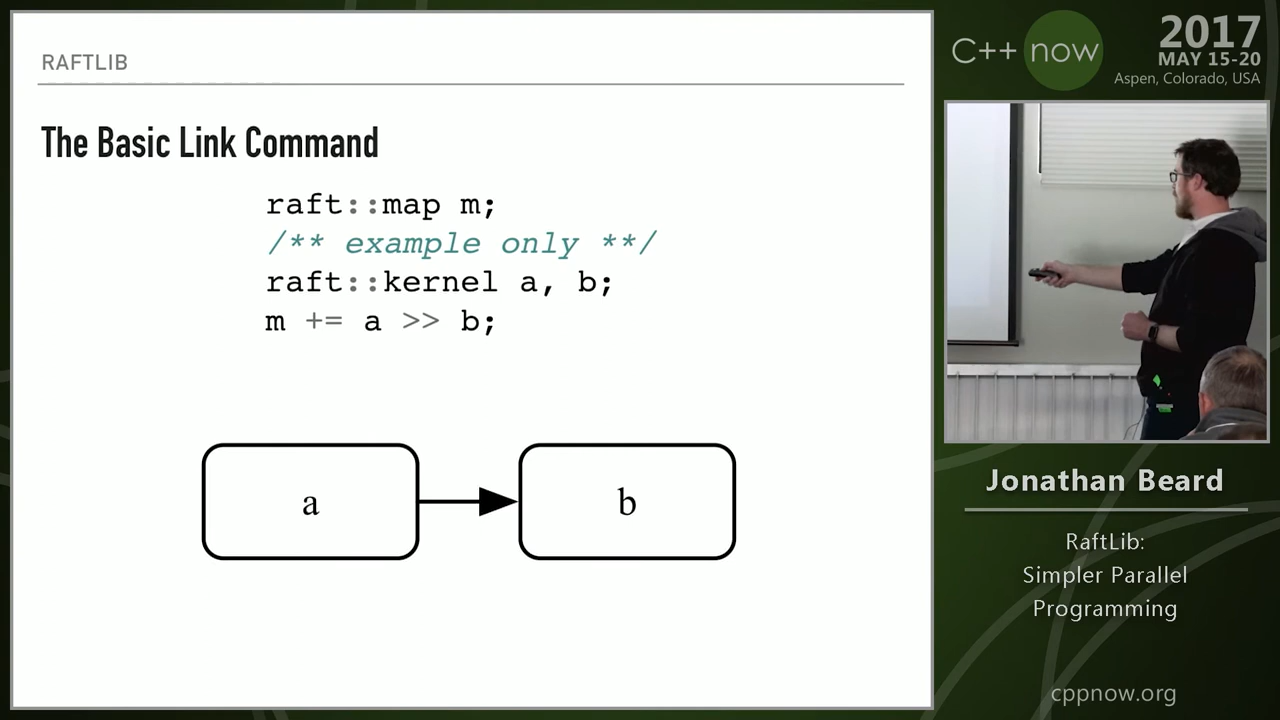 RAFTLIB
The Basic Link Command
raft::map m;
/** example only **/
raft::kernel a, b;
m += a >> b;
a
b
C++ now
2017
MAY 15-20
Aspen, Colorado, USA
Jonathan Beard
RaftLib:
Simpler Parallel
Programming
cppnow.org